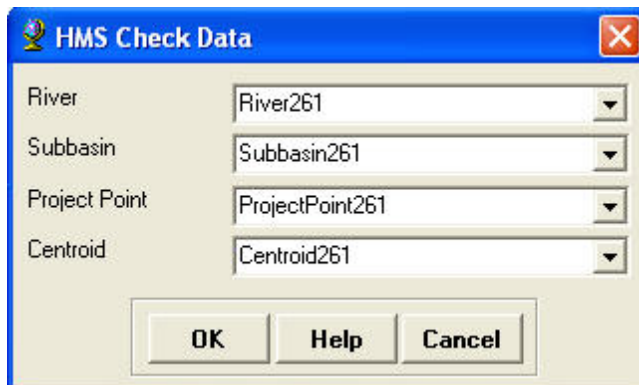 HMS Check Data
River River261
Subbasin Subbasin261
Project Point ProjectPoint261
Centroid Centroid261
OK Help Cancel